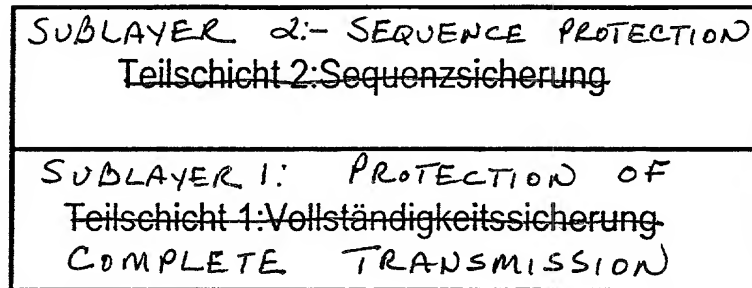 SUBLAYER 2:- SEQUENCE PROTECTION
Teilschicht 2:Sequenzsicherung
SUBLAYER 1: PROTECTION OF
Teilschicht 1:Vollständigkeitssicherung
COMPLETE TRANSMISSION